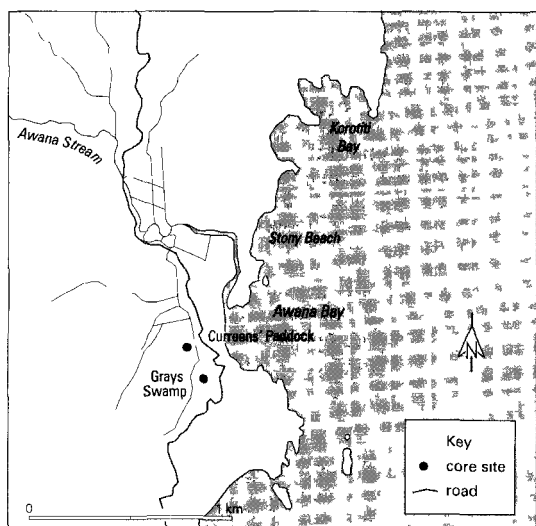 Awana Stream
Korotiti
Bay
Stony Beach
Awana Bay
Curreens' Paddock
Grays
Swamp
Key
core site
road
0
1 km